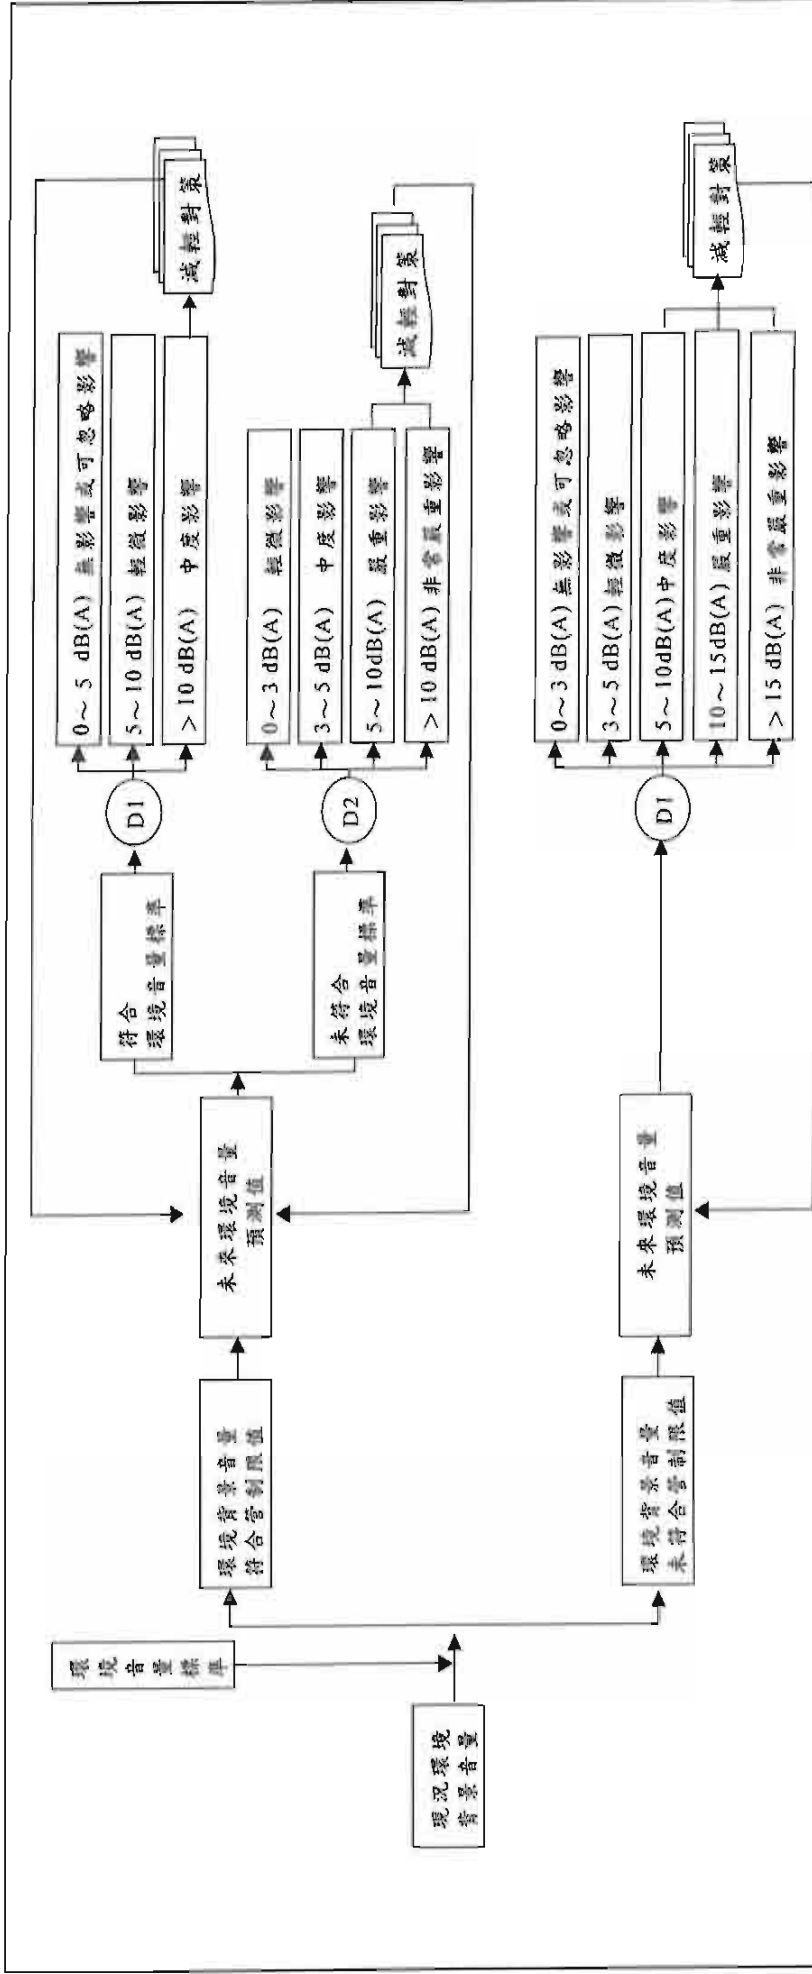 現況環境
背景音量
環境音量標準
環境背景音量
符合管制限值
未來環境音量
預測值
符合
環境音量標準
D1
0～5 dB(A) 無影響或可忽略影響
5～10 dB(A) 輕微影響
>10 dB(A) 中度影響
減輕對策
未符合
環境音量標準
D2
0～3 dB(A) 輕微影響
3～5 dB(A) 中度影響
5～10dB(A) 嚴重影響
>10 dB(A) 非常嚴重影響
減輕對策
環境背景音量
未符合管制限值
未來環境音量
預測值
D1
0～3 dB(A) 無影響或可忽略影響
3～5 dB(A) 輕微影響
5～10dB(A) 中度影響
10～15dB(A) 嚴重影響
>15 dB(A) 非常嚴重影響
減輕對策